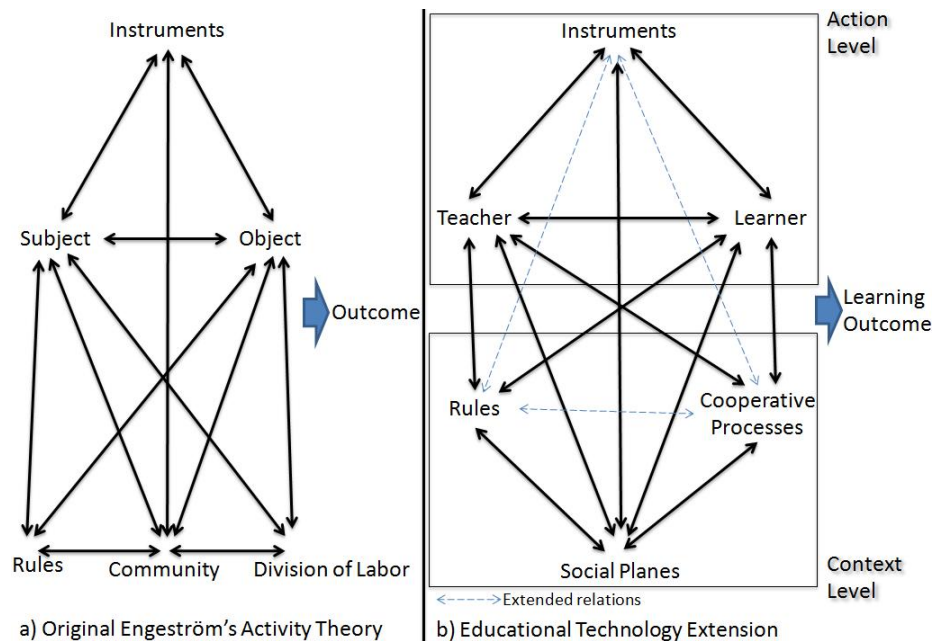 Instruments
Subject
Object
Outcome
Rules
Community
Division of Labor
a) Original Engeström's Activity Theory
Instruments
Action
Level
Teacher
Learner
Learning
Outcome
Rules
Cooperative
Processes
Social Planes
Context
Level
Extended relations
b) Educational Technology Extension